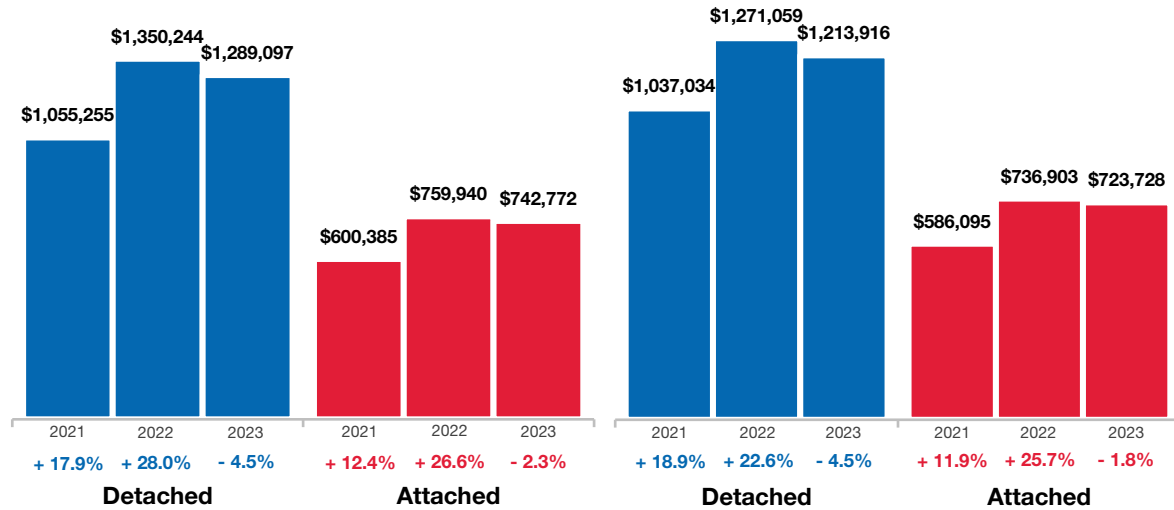 $1,055,255
$1,350,244
$1,289,097
$600,385
$759,940
$742,772
2021 2022 2023 2021 2022 2023
+ 17.9% + 28.0% - 4.5% + 12.4% + 26.6% - 2.3%
Detached Attached
$1,037,034
$1,271,059
$1,213,916
$586,095
$736,903
$723,728
2021 2022 2023 2021 2022 2023
+ 18.9% + 22.6% - 4.5% + 11.9% + 25.7% - 1.8%
Detached Attached